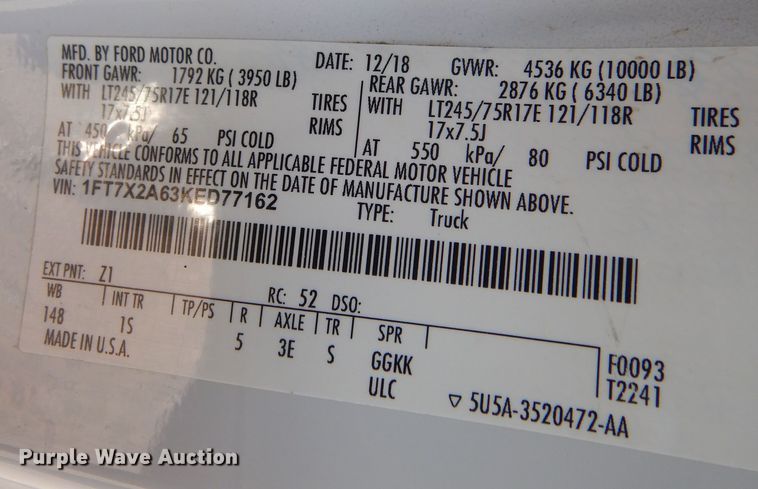 MFD. BY FORD MOTOR CO.
DATE: 12/18 GVWR: 4536 KG (10000 LB)
FRONT GAWR: 1792 KG ( 3950 LB)
REAR GAWR: 2876 KG ( 6340 LB)
WITH LT245/75R17E 121/118R TIRES
WITH LT245/75R17E 121/118R TIRES
17x7.5J RIMS
17x7.5J RIMS
AT 450 kPa/ 65 PSI COLD
AT 550 kPa/ 80 PSI COLD
THIS VEHICLE CONFORMS TO ALL APPLICABLE FEDERAL MOTOR VEHICLE
SAFETY STANDARDS IN EFFECT ON THE DATE OF MANUFACTURE SHOWN ABOVE.
VIN: 1FT7X2A63KED77162
TYPE: Truck
EXT PNT: Z1 RC: 52 DSO:
WB INT TR TP/PS R AXLE TR SPR
148 1S 5 3E S GGKK F0093
MADE IN U.S.A. ULC T2241
5U5A-3520472-AA
Purple Wave Auction